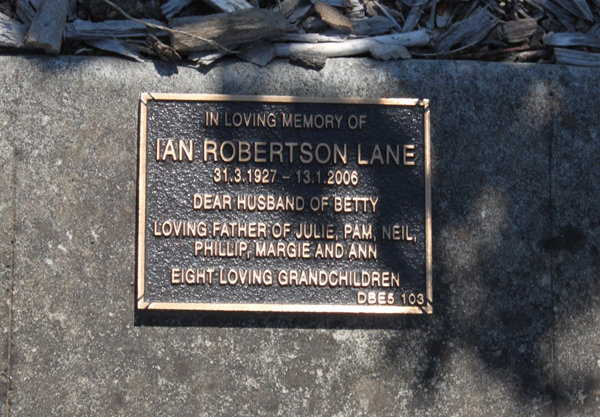 IN LOVING MEMORY OF
IAN ROBERTSON LANE
31.3.1927 – 13.1.2006
DEAR HUSBAND OF BETTY
LOVING FATHER OF JULIE, PAM, NEIL,
PHILLIP, MARGIE AND ANN
EIGHT LOVING GRANDCHILDREN
DBE5 103